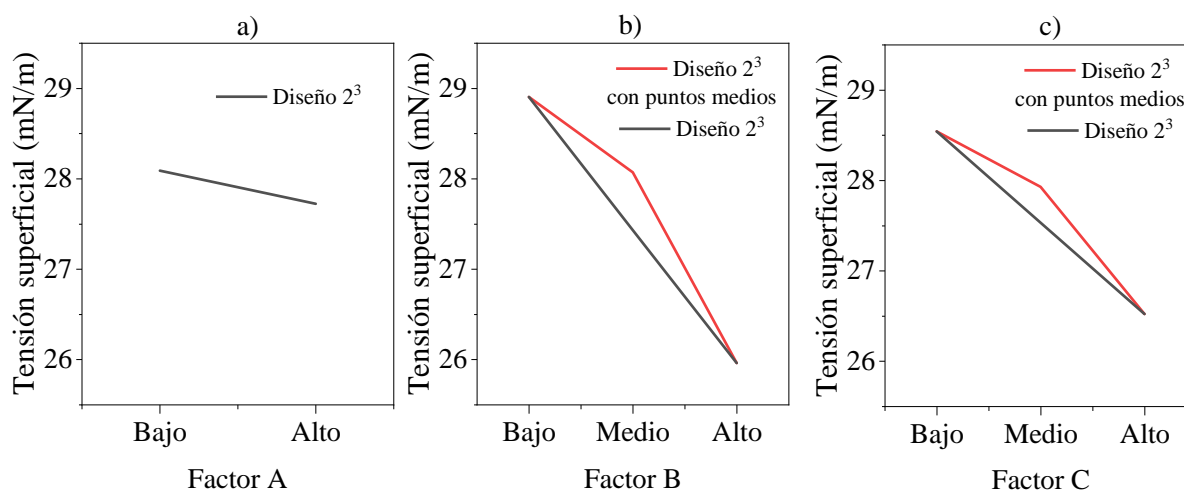 a)
Tensión superficial (mN/m)
29
28
27
26
Diseño 2³
Bajo
Alto
Factor A
b)
Tensión superficial (mN/m)
29
28
27
26
Diseño 2³
con puntos medios
Diseño 2³
Bajo
Medio
Alto
Factor B
c)
Tensión superficial (mN/m)
29
28
27
26
Diseño 2³
con puntos medios
Diseño 2³
Bajo
Medio
Alto
Factor C